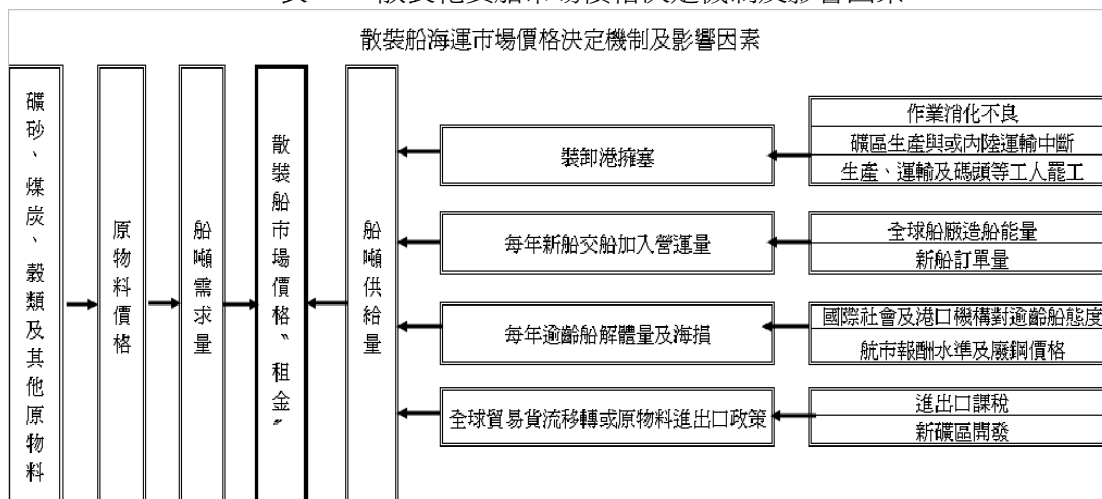 散裝船海運市場價格決定機制及影響因素
礦砂、煤炭、穀類及其他原物料
原物料價格
船噸需求量
散裝船市場價格〝租金〞
船噸供給量
裝卸港擁塞
作業消化不良
礦區生產與或內陸運輸中斷
生產、運輸及碼頭等工人罷工
每年新船交船加入營運量
全球船廠造船能量
新船訂單量
每年逾齡船解體量及海損
國際社會及港口機構對逾齡船態度
航市報酬水準及廢鋼價格
全球貿易貨流移轉或原物料進出口政策
進出口課稅
新礦區開發